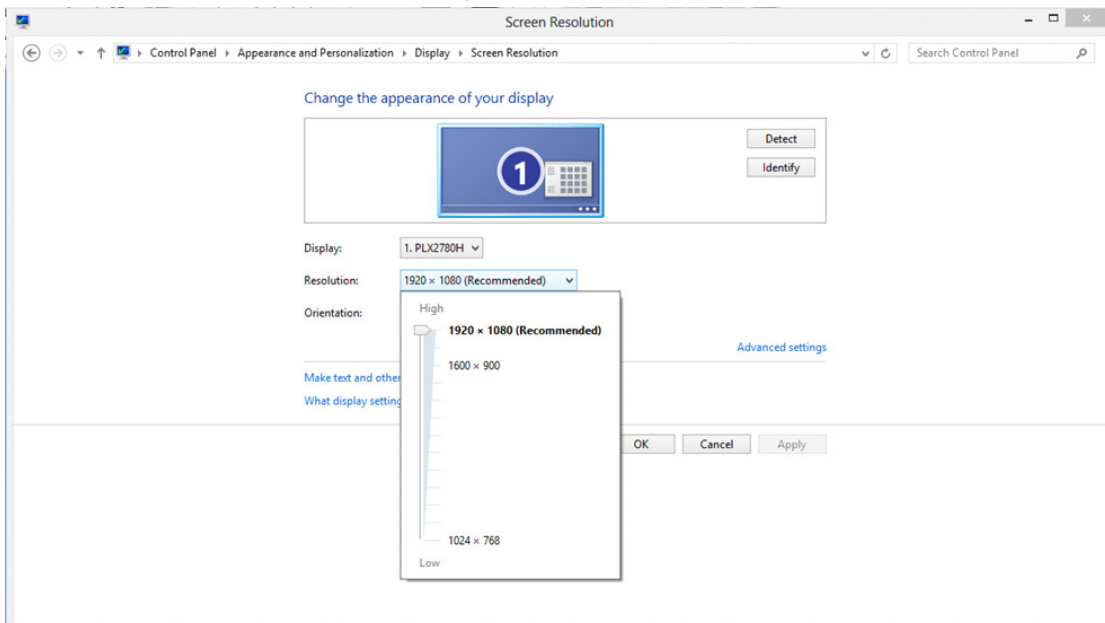 Screen Resolution
Control Panel Appearance and Personalization Display Screen Resolution
Search Control Panel
Change the appearance of your display
1
Detect
Identify
Display: 1. PLX2780H
Resolution: 1920 × 1080 (Recommended)
Orientation:
High
1920 × 1080 (Recommended)
1600 × 900
1024 × 768
Low
Advanced settings
Make text and other
What display setting
OK Cancel Apply